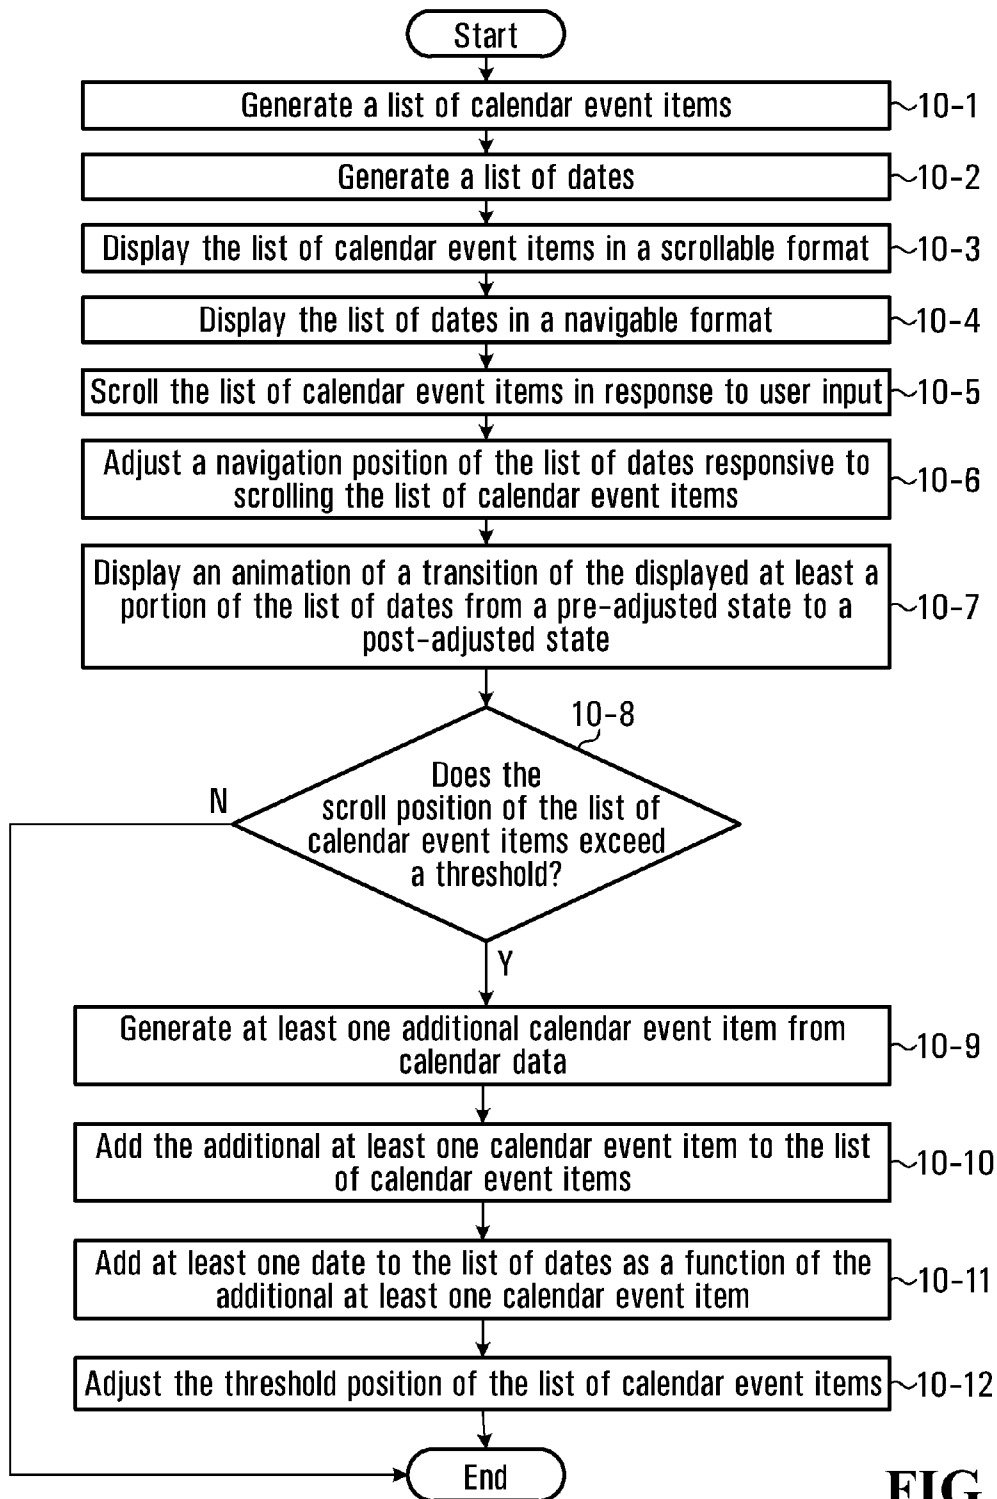 Start
Generate a list of calendar event items
10-1
Generate a list of dates
10-2
Display the list of calendar event items in a scrollable format
10-3
Display the list of dates in a navigable format
10-4
Scroll the list of calendar event items in response to user input
10-5
Adjust a navigation position of the list of dates responsive to
scrolling the list of calendar event items
10-6
Display an animation of a transition of the displayed at least a
portion of the list of dates from a pre-adjusted state to a
post-adjusted state
10-7
10-8
Does the
scroll position of the list of
calendar event items exceed
a threshold?
N
Y
Generate at least one additional calendar event item from
calendar data
10-9
Add the additional at least one calendar event item to the list
of calendar event items
10-10
Add at least one date to the list of dates as a function of the
additional at least one calendar event item
10-11
Adjust the threshold position of the list of calendar event items
10-12
End
FIG